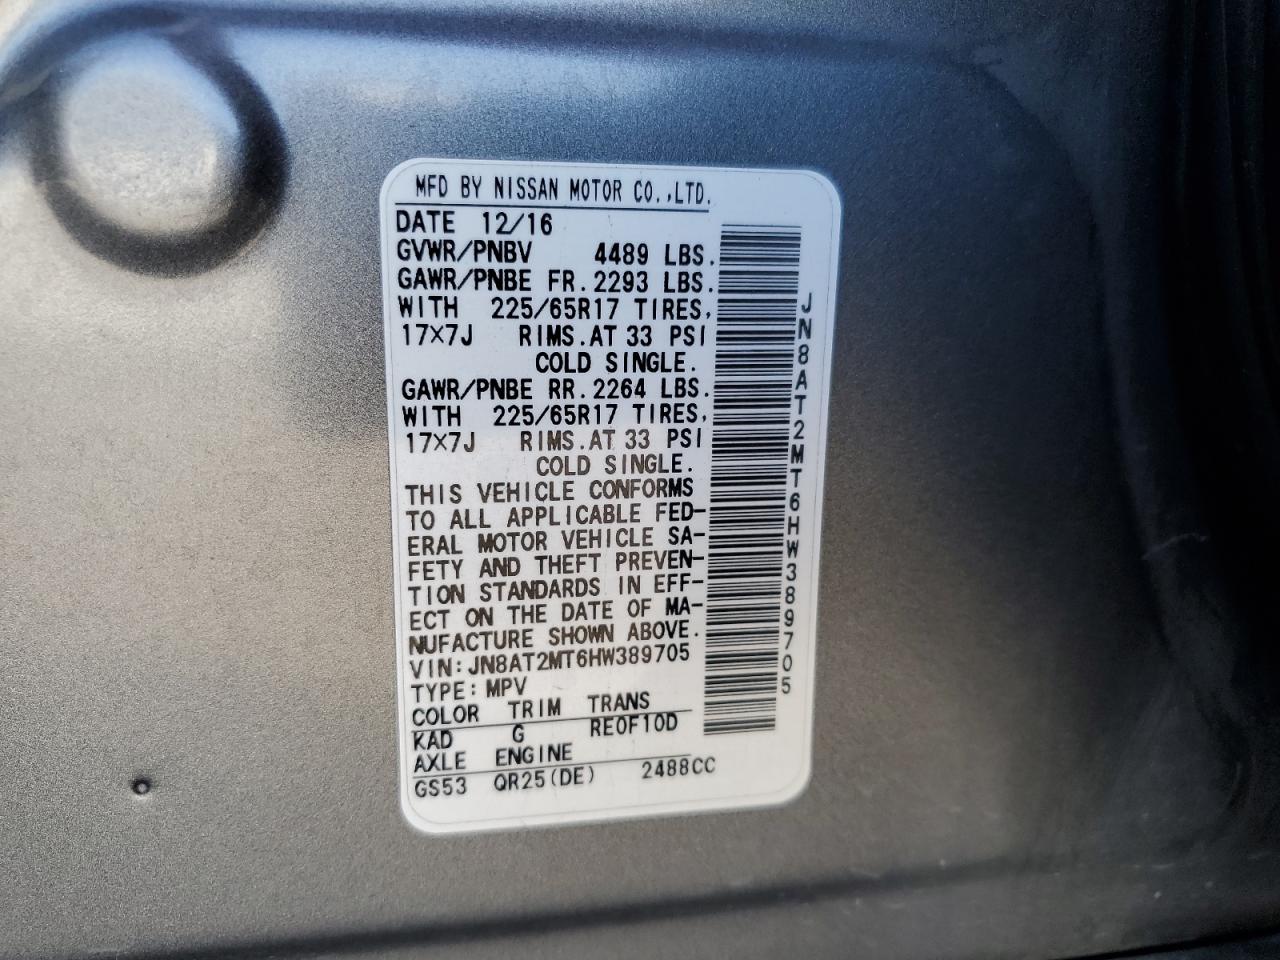 MFD BY NISSAN MOTOR CO.,LTD.
DATE 12/16
GVWR/PNBV 4489 LBS.
GAWR/PNBE FR. 2293 LBS.
WITH 225/65R17 TIRES,
17×7J RIMS.AT 33 PSI
COLD SINGLE.
GAWR/PNBE RR. 2264 LBS.
WITH 225/65R17 TIRES,
17×7J RIMS.AT 33 PSI
COLD SINGLE.
THIS VEHICLE CONFORMS
TO ALL APPLICABLE FED-
ERAL MOTOR VEHICLE SA-
FETY AND THEFT PREVEN-
TION STANDARDS IN EFF-
ECT ON THE DATE OF MA-
NUFACTURE SHOWN ABOVE.
VIN:JN8AT2MT6HW389705
TYPE:MPV
COLOR TRIM TRANS
KAD G RE0F10D
AXLE ENGINE
GS53 QR25(DE) 2488CC
JN8AT2MT6HW389705